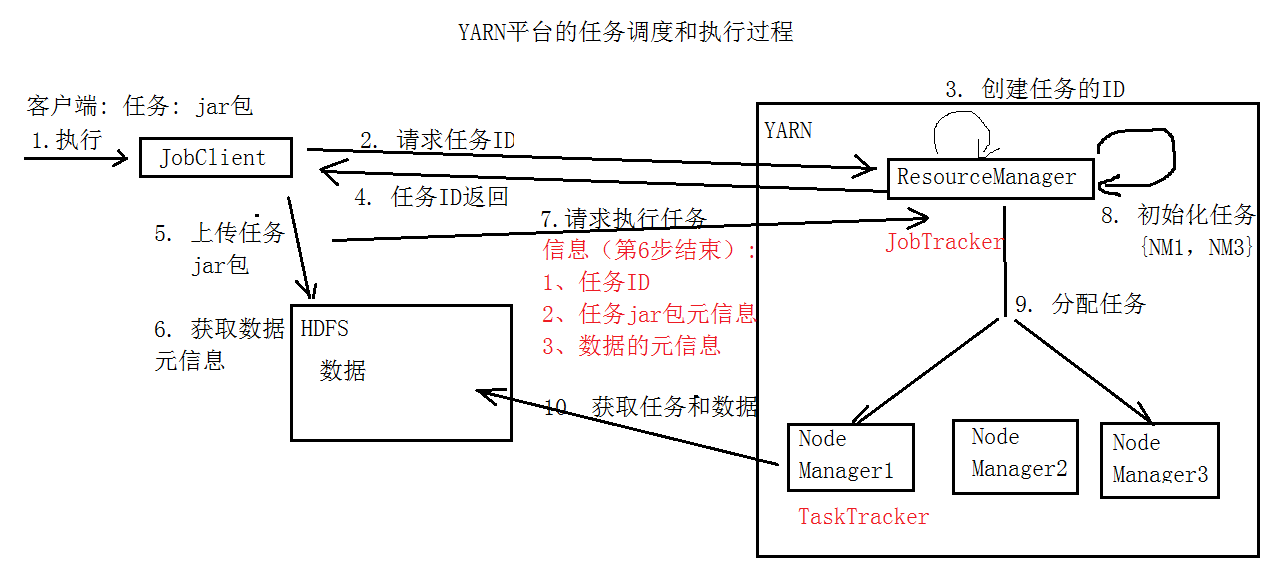 YARN平台的任务调度和执行过程
客户端: 任务: jar包
1.执行
JobClient
2. 请求任务ID
4. 任务ID返回
3. 创建任务的ID
YARN
ResourceManager
JobTracker
8. 初始化任务
{NM1, NM3}
5. 上传任务
jar包
6. 获取数据
元信息
HDFS
数据
7.请求执行任务
信息（第6步结束）:
1、任务ID
2、任务jar包元信息
3、数据的元信息
9. 分配任务
10. 获取任务和数据
Node
Manager1
TaskTracker
Node
Manager2
Node
Manager3